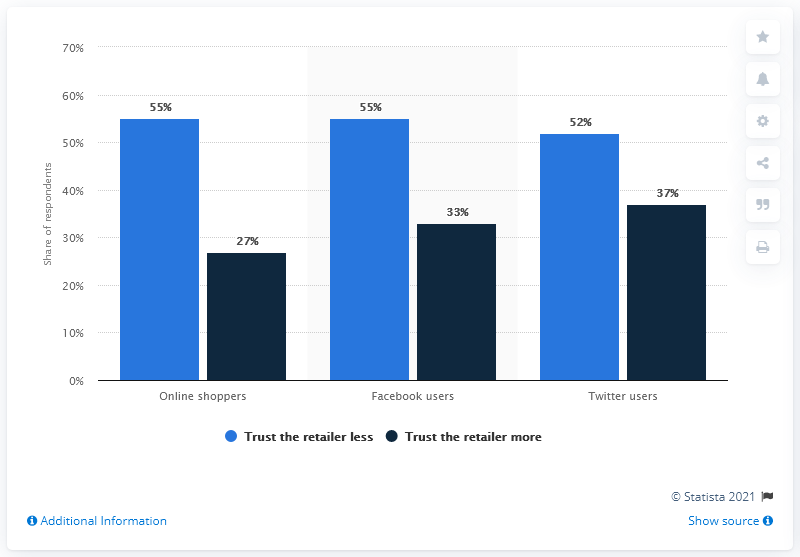 70%
60%
50%
40%
30%
20%
10%
0%
Share of respondents
55%
27%
55%
33%
52%
37%
Online shoppers
Facebook users
Twitter users
Trust the retailer less
Trust the retailer more
© Statista 2021
Additional Information
Show source